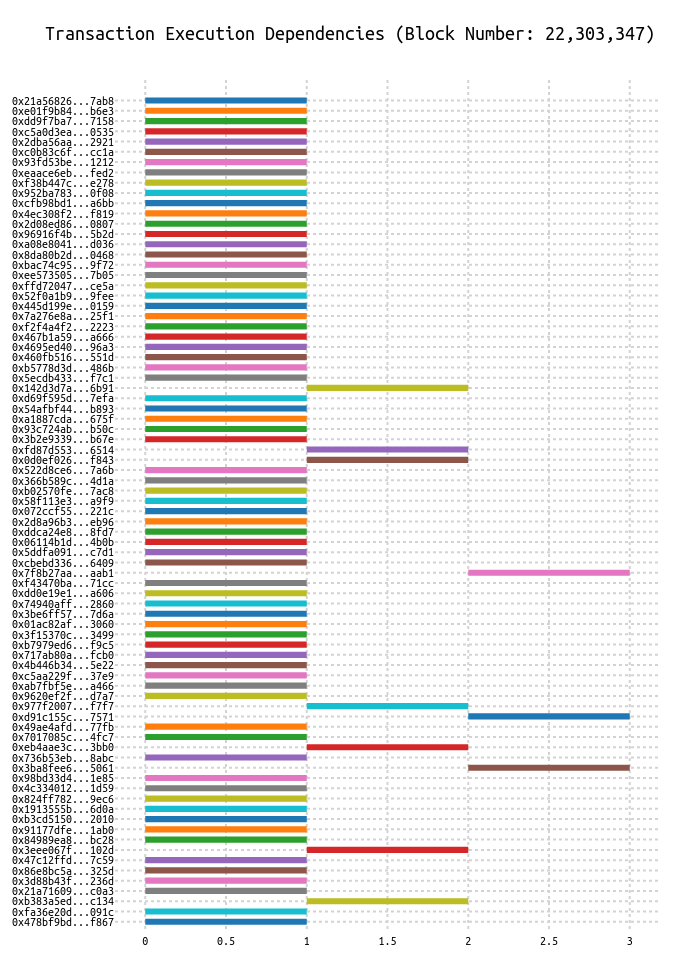 Transaction Execution Dependencies (Block Number: 22,303,347)
0x21a56826...7ab8
0xe01f9b84...b6e3
0xdd9f7ba7...7158
0xc5a0d3ea...0535
0x2dba56aa...2921
0xc0b83c6f...cc1a
0x93fd53be...1212
0xeaace6eb...fed2
0xf38b447c...e278
0x952ba783...0f08
0xcfb98bd1...a6bb
0x4ec308f2...f819
0x2d08ed86...0807
0x96916f4b...5b2d
0xa08e8041...d036
0x8da80b2d...0468
0xbac74c95...9f72
0xee573505...7b05
0xffd72047...ce5a
0x52f0a1b9...9fee
0x445d199e...0159
0x7a276e8a...25f1
0xf2f4a4f2...2223
0x467b1a59...a666
0x4695ed40...96a3
0x460fb516...551d
0xb5778d3d...486b
0x5ecdb433...f7c1
0x142d3d7a...6b91
0xd69f595d...7efa
0x54afbf44...b893
0xa1887cda...675f
0x93c724ab...b50c
0x3b2e9339...b67e
0xfd87d553...6514
0x0d0ef026...f843
0x522d8ce6...7a6b
0x366b589c...4d1a
0xb02570fe...7ac8
0x58f113e3...a9f9
0x072ccf55...221c
0x2d8a96b3...eb96
0xddca24e8...8fd7
0x06114b1d...4b0b
0x5ddfa091...c7d1
0xcbebd336...6409
0x7f8b27aa...aab1
0xf43470ba...71cc
0xdd0e19e1...a606
0x74940aff...2860
0x3be6ff57...7d6a
0x01ac82af...3060
0x3f15370c...3499
0xb7979ed6...f9c5
0x717ab80a...fcb0
0x4b446b34...5e22
0xc5aa229f...37e9
0xab7fbf5e...a466
0x9620ef2f...d7a7
0x977f2007...f7f7
0xd91c155c...7571
0x49ae4afd...77fb
0x7017085c...4fc7
0xeb4aae3c...3bb0
0x736b53eb...8abc
0x3ba8fee6...5061
0x98bd33d4...1e85
0x4c334012...1d59
0x824ff782...9ec6
0x1913555b...6d0a
0xb3cd5150...2010
0x91177dfe...1ab0
0x84989ea8...bc28
0x3eee067f...102d
0x47c12ffd...7c59
0x86e8bc5a...325d
0x3d88b43f...236d
0x21a71609...c0a3
0xb383a5ed...c134
0xfa36e20d...091c
0x478bf9bd...f867
0 0.5 1 1.5 2 2.5 3